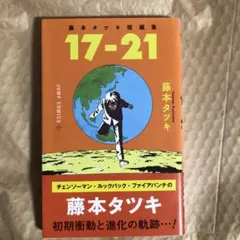 藤本タツキ短編集
17-21
藤本タツキ
チェンソーマン・ルックバック・ファイアパンチの
藤本タツキ
初期衝動と進化の軌跡…!